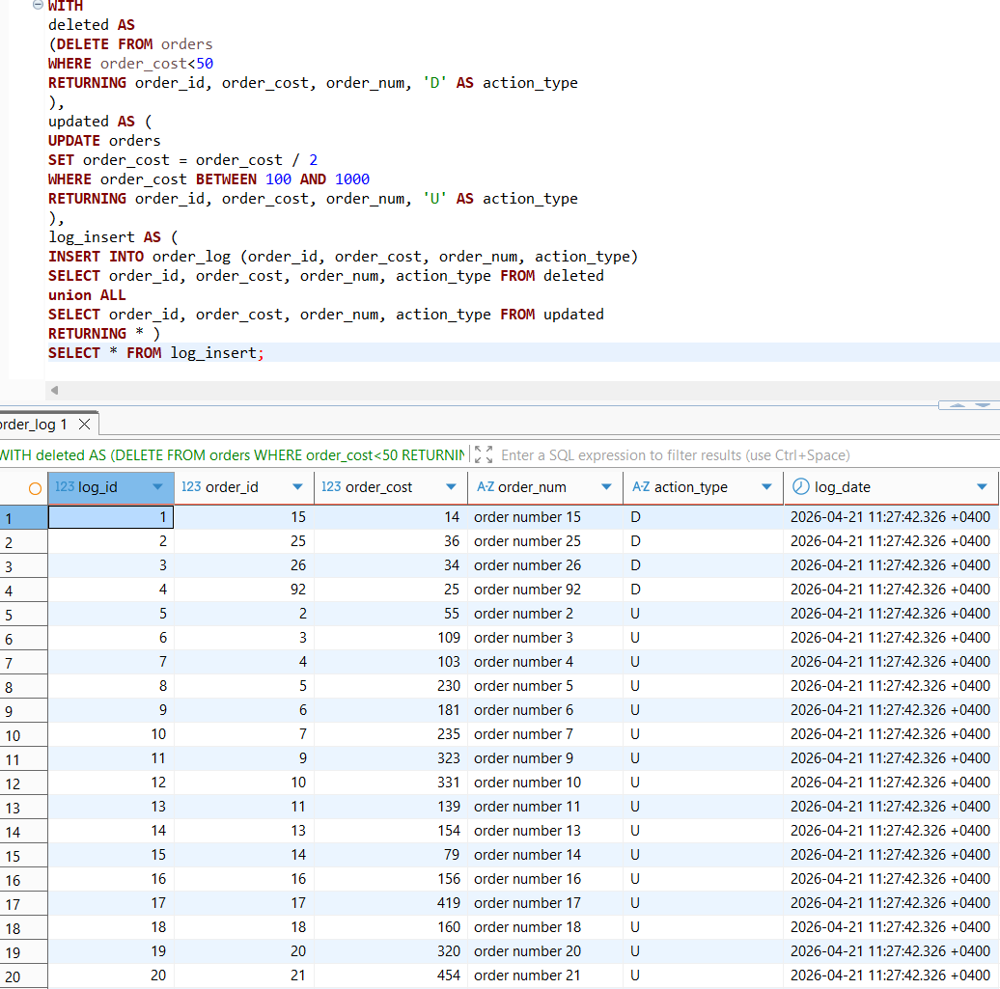 WITH
deleted AS
(DELETE FROM orders
WHERE order_cost<50
RETURNING order_id, order_cost, order_num, 'D' AS action_type
),
updated AS (
UPDATE orders
SET order_cost = order_cost / 2
WHERE order_cost BETWEEN 100 AND 1000
RETURNING order_id, order_cost, order_num, 'U' AS action_type
),
log_insert AS (
INSERT INTO order_log (order_id, order_cost, order_num, action_type)
SELECT order_id, order_cost, order_num, action_type FROM deleted
union ALL
SELECT order_id, order_cost, order_num, action_type FROM updated
RETURNING * )
SELECT * FROM log_insert;
order_log 1
WITH deleted AS (DELETE FROM orders WHERE order_cost<50 RETURNIN Enter a SQL expression to filter results (use Ctrl+Space)
123 log_id 123 order_id 123 order_cost A-Z order_num A-Z action_type log_date
1 1 15 14 order number 15 D 2026-04-21 11:27:42.326 +0400
2 2 25 36 order number 25 D 2026-04-21 11:27:42.326 +0400
3 3 26 34 order number 26 D 2026-04-21 11:27:42.326 +0400
4 4 92 25 order number 92 D 2026-04-21 11:27:42.326 +0400
5 5 2 55 order number 2 U 2026-04-21 11:27:42.326 +0400
6 6 3 109 order number 3 U 2026-04-21 11:27:42.326 +0400
7 7 4 103 order number 4 U 2026-04-21 11:27:42.326 +0400
8 8 5 230 order number 5 U 2026-04-21 11:27:42.326 +0400
9 9 6 181 order number 6 U 2026-04-21 11:27:42.326 +0400
10 10 7 235 order number 7 U 2026-04-21 11:27:42.326 +0400
11 11 9 323 order number 9 U 2026-04-21 11:27:42.326 +0400
12 12 10 331 order number 10 U 2026-04-21 11:27:42.326 +0400
13 13 11 139 order number 11 U 2026-04-21 11:27:42.326 +0400
14 14 13 154 order number 13 U 2026-04-21 11:27:42.326 +0400
15 15 14 79 order number 14 U 2026-04-21 11:27:42.326 +0400
16 16 16 156 order number 16 U 2026-04-21 11:27:42.326 +0400
17 17 17 419 order number 17 U 2026-04-21 11:27:42.326 +0400
18 18 18 160 order number 18 U 2026-04-21 11:27:42.326 +0400
19 19 20 320 order number 20 U 2026-04-21 11:27:42.326 +0400
20 20 21 454 order number 21 U 2026-04-21 11:27:42.326 +0400